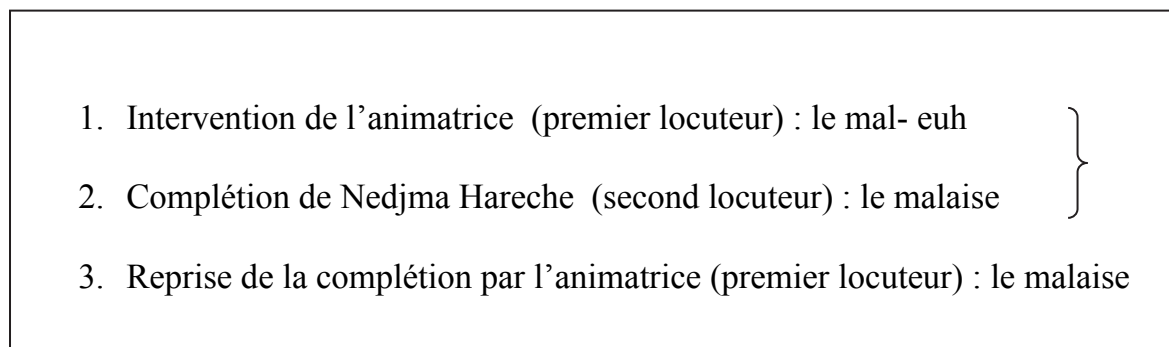 1. Intervention de l’animatrice (premier locuteur) : le mal- euh
2. Complétion de Nedjma Hareche (second locuteur) : le malaise
3. Reprise de la complétion par l’animatrice (premier locuteur) : le malaise